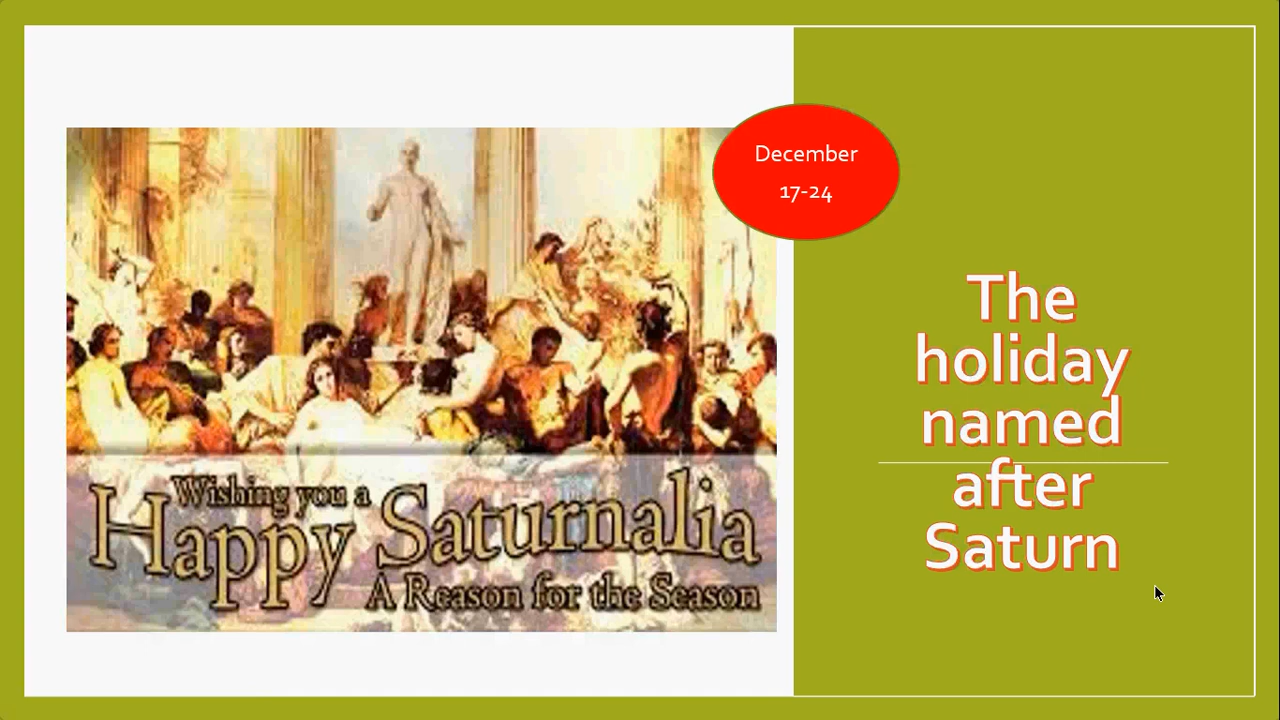 December
17-24
Wishing you a
Happy Saturnalia
A Reason for the Season
The
holiday
named
after
Saturn